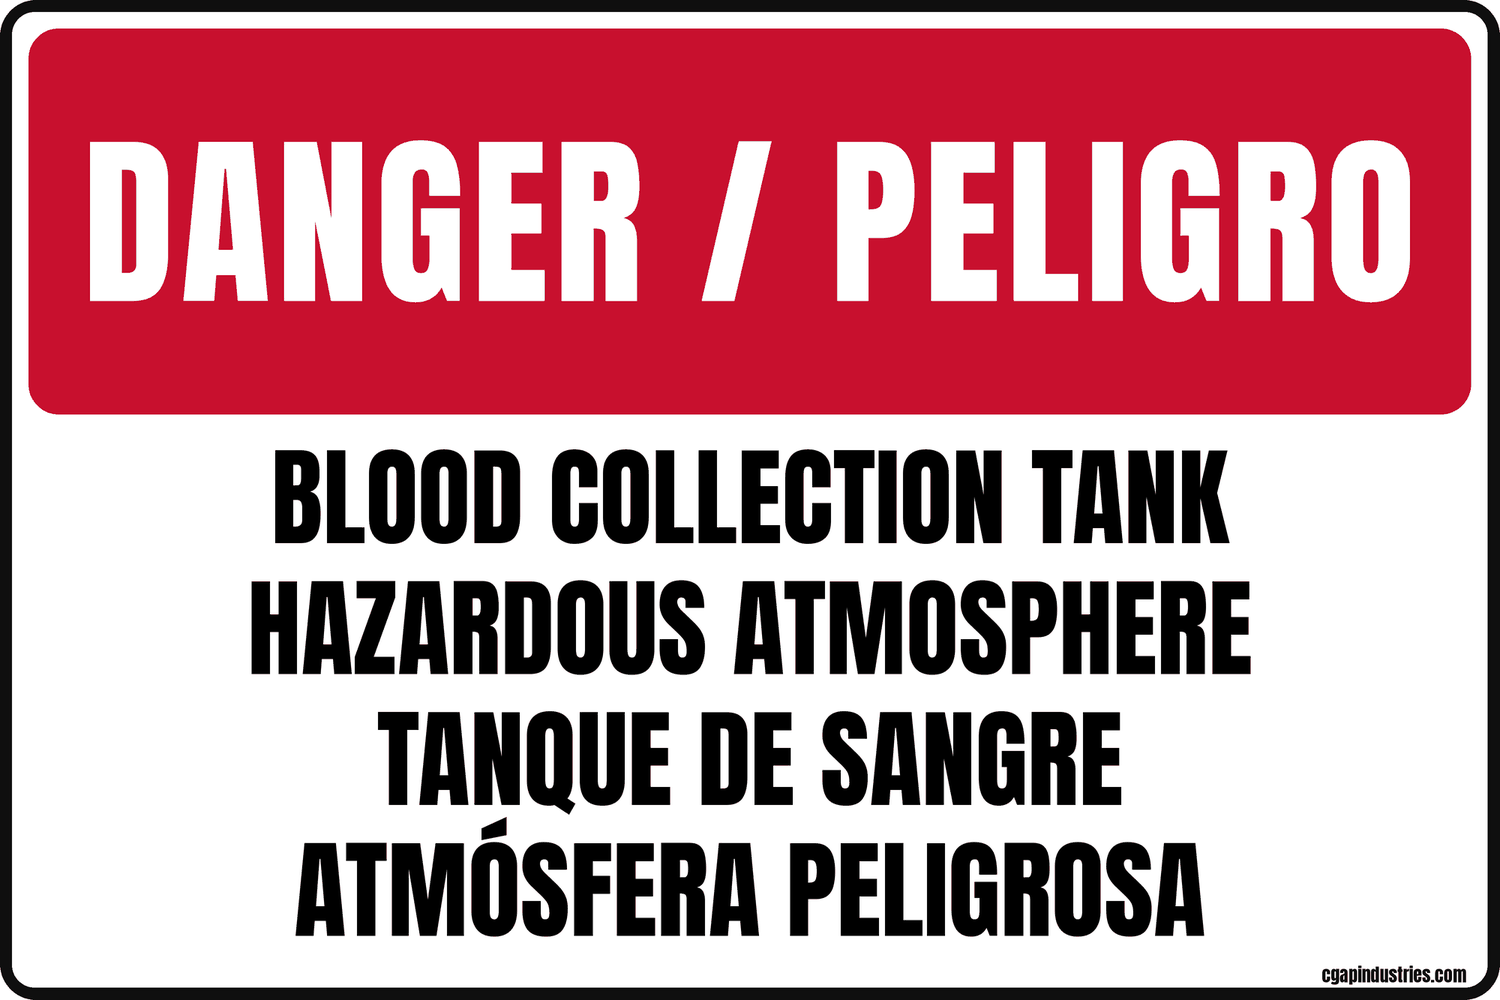 DANGER / PELIGRO
BLOOD COLLECTION TANK
HAZARDOUS ATMOSPHERE
TANQUE DE SANGRE
ATMÓSFERA PELIGROSA
cgapindustries.com